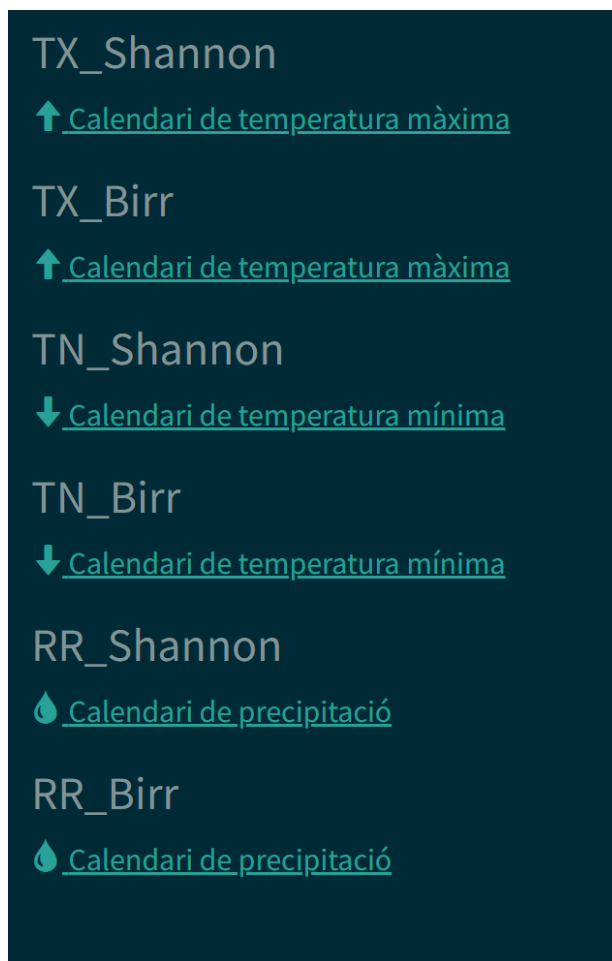 TX_Shannon
Calendari de temperatura màxima
TX_Birr
Calendari de temperatura màxima
TN_Shannon
Calendari de temperatura mínima
TN_Birr
Calendari de temperatura mínima
RR_Shannon
Calendari de precipitació
RR_Birr
Calendari de precipitació